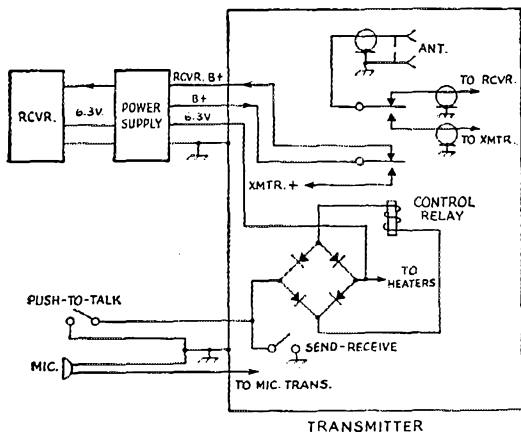 ANT.
RCVR. B+
TO RCVR.
RCVR.
6.3V.
POWER
SUPPLY
B+
6.3V
TO XMTR.
XMTR. +
CONTROL
RELAY
TO
HEATERS
PUSH-TO-TALK
SEND-RECEIVE
MIC.
TO MIC. TRANS.
TRANSMITTER